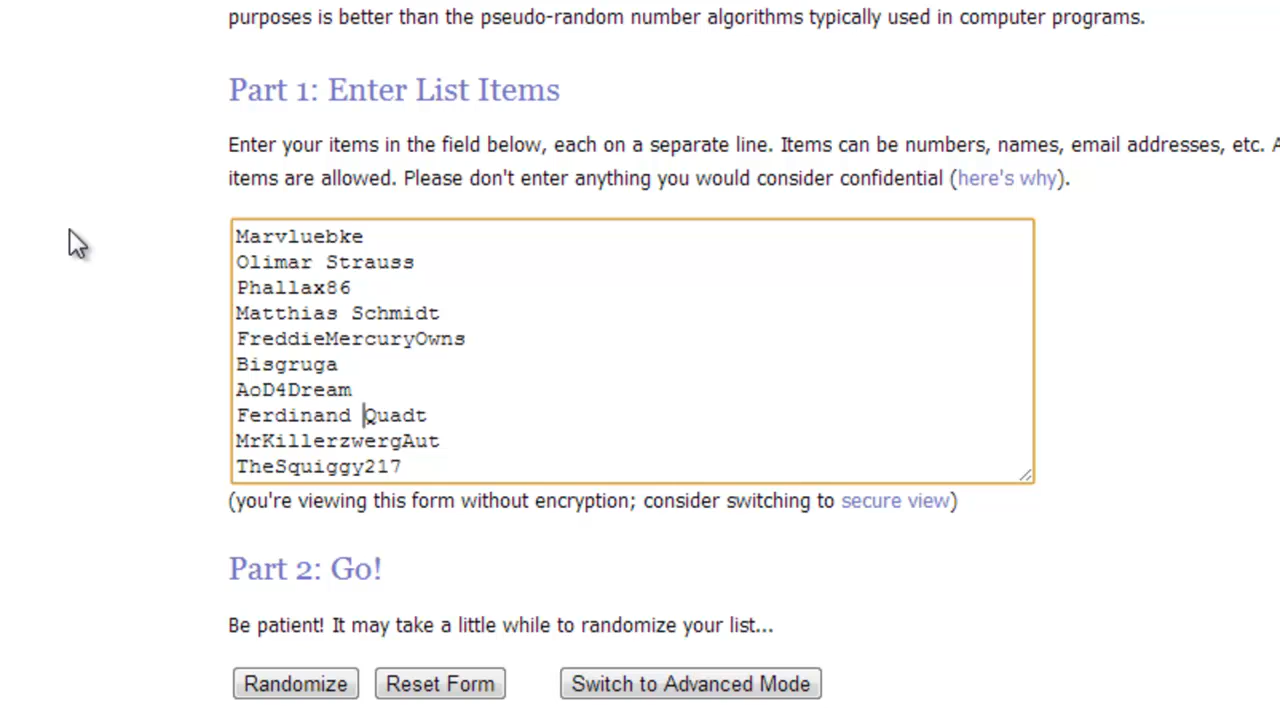 purposes is better than the pseudo-random number algorithms typically used in computer programs.
Part 1: Enter List Items
Enter your items in the field below, each on a separate line. Items can be numbers, names, email addresses, etc. A
items are allowed. Please don't enter anything you would consider confidential (here's why).
Marvluebke
Olimar Strauss
Phallax86
Matthias Schmidt
FreddieMercuryOwns
Bisgruga
AoD4Dream
Ferdinand Quadt
MrKillerzwergAut
TheSquiggy217
(you're viewing this form without encryption; consider switching to secure view)
Part 2: Go!
Be patient! It may take a little while to randomize your list...
Randomize Reset Form Switch to Advanced Mode